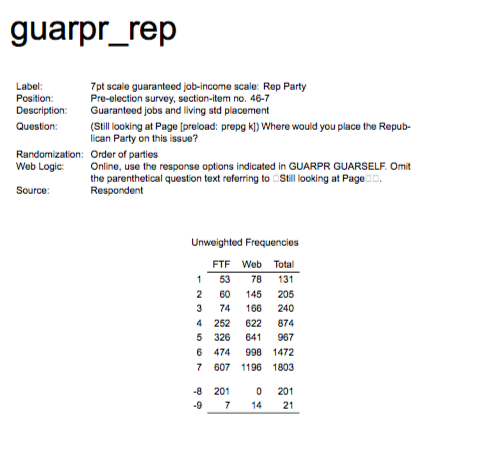 guarpr_rep
Label: 7pt scale guaranteed job-income scale: Rep Party
Position: Pre-election survey, section-item no. 46-7
Description: Guaranteed jobs and living std placement
Question: (Still looking at Page [preload: prepg k]) Where would you place the Repub-
lican Party on this issue?
Randomization: Order of parties
Web Logic: Online, use the response options indicated in GUARPR GUARSELF. Omit
the parenthetical question text referring to □Still looking at Page□□.
Source: Respondent
Unweighted Frequencies
FTF Web Total
1 53 78 131
2 60 145 205
3 74 166 240
4 252 622 874
5 326 641 967
6 474 998 1472
7 607 1196 1803
-8 201 0 201
-9 7 14 21